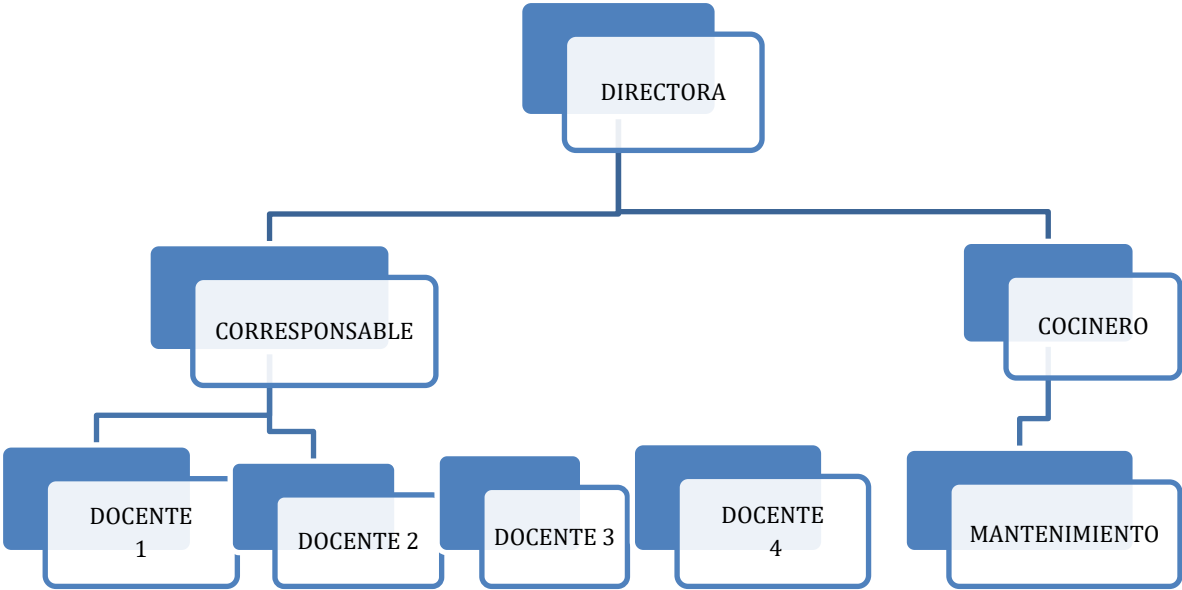 DIRECTORA
CORRESPONSABLE
COCINERO
DOCENTE
1
DOCENTE 2
DOCENTE 3
DOCENTE
4
MANTENIMIENTO